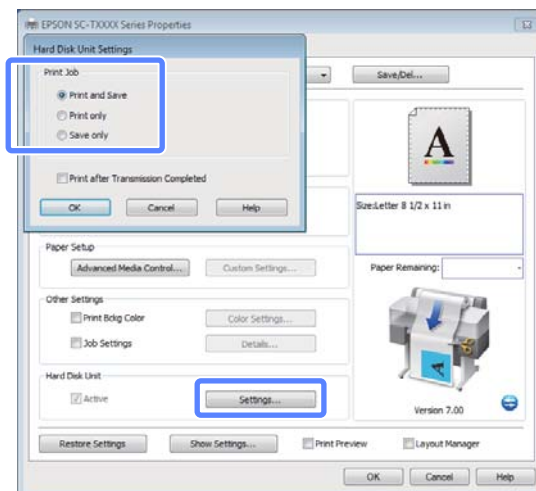 EPSON SC-TXXXX Series Properties
Hard Disk Unit Settings
Print Job
Print and Save
Print only
Save only
Print after Transmission Completed
OK Cancel Help
Save/Del...
A
Size:Letter 8 1/2 x 11 in
Paper Setup
Advanced Media Control... Custom Settings...
Paper Remaining:
Other Settings
Print Bckg Color Color Settings...
Job Settings Details...
A
Hard Disk Unit
Active Settings...
Version 7.00
Restore Settings Show Settings... Print Preview Layout Manager
OK Cancel Help